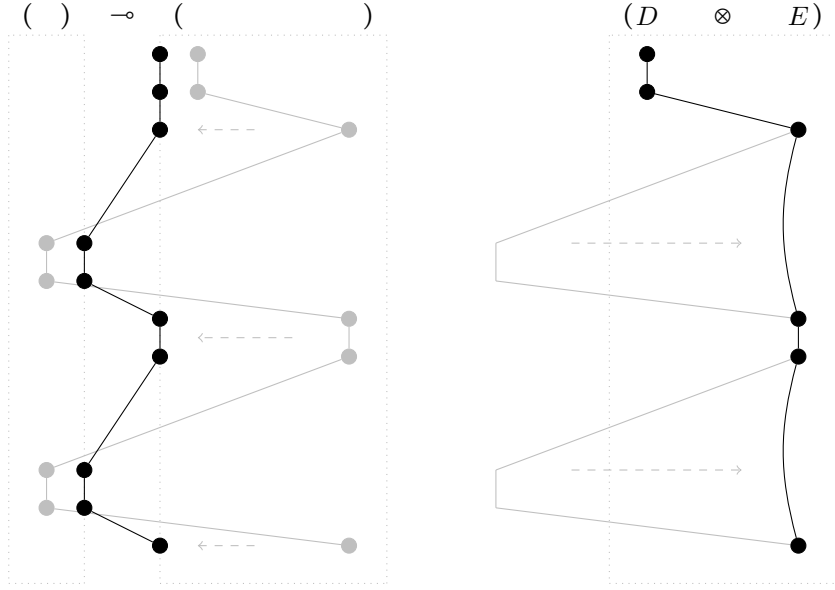 ( ) ⊸ ( ) (D ⊗ E)